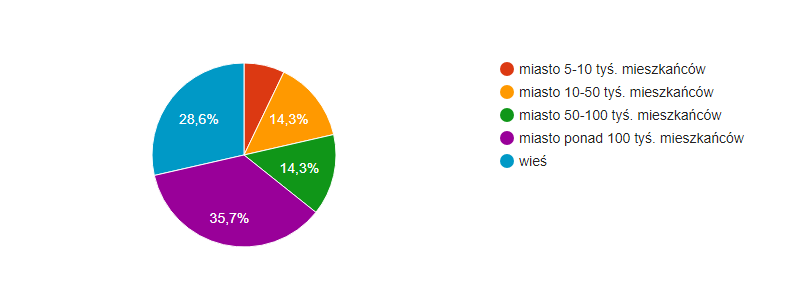 28,6%
14,3%
14,3%
35,7%
miasto 5-10 tyś. mieszkańców
miasto 10-50 tyś. mieszkańców
miasto 50-100 tyś. mieszkańców
miasto ponad 100 tyś. mieszkańców
wieś